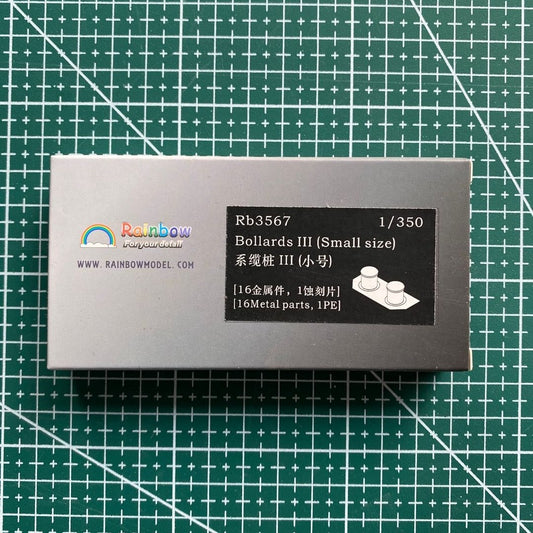 Rainbow
For your detail
WWW. RAINBOWMODEL. COM
Rb3567 1/350
Bollards III (Small size)
系缆桩 III (小号)
[16金属件，1蚀刻片]
[16Metal parts, 1PE]